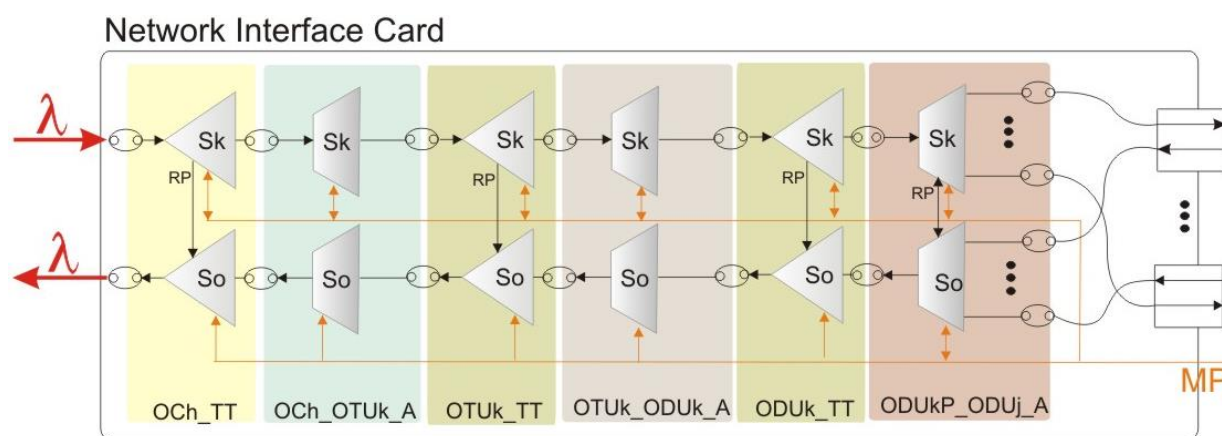 Network Interface Card
λ
Sk
Sk
Sk
Sk
Sk
Sk
RP
RP
RP
RP
λ
So
So
So
So
So
So
MP
OCh_TT
OCh_OTUk_A
OTUk_TT
OTUk_ODUk_A
ODUk_TT
ODUkP_ODUj_A